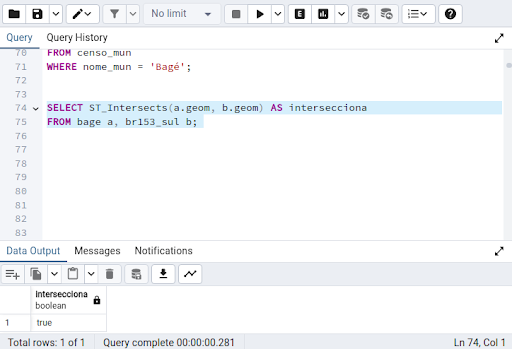 No limit
Query Query History
70 FROM censo_mun
71 WHERE nome_mun = 'Bagé';
72
73
74 SELECT ST_Intersects(a.geom, b.geom) AS intersecciona
75 FROM bage a, br153_sul b;
76
77
78
79
80
81
82
83
Data Output Messages Notifications
intersecciona
boolean
1 true
Total rows: 1 of 1 Query complete 00:00:00.281 Ln 74, Col 1